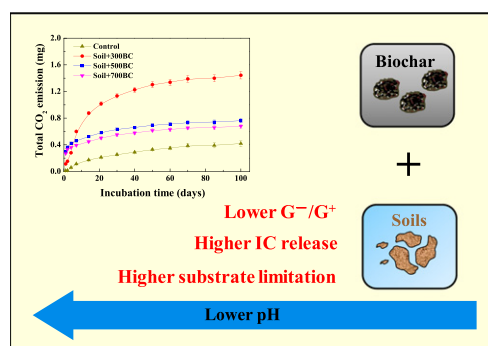 Control
Soil+300BC
Soil+500BC
Soil+700BC
Total CO₂ emission (mg)
2.0
1.6
1.2
0.8
0.4
0.0
0 20 40 60 80 100
Incubation time (days)
Biochar
+
Soils
Lower G⁻/G⁺
Higher IC release
Higher substrate limitation
Lower pH